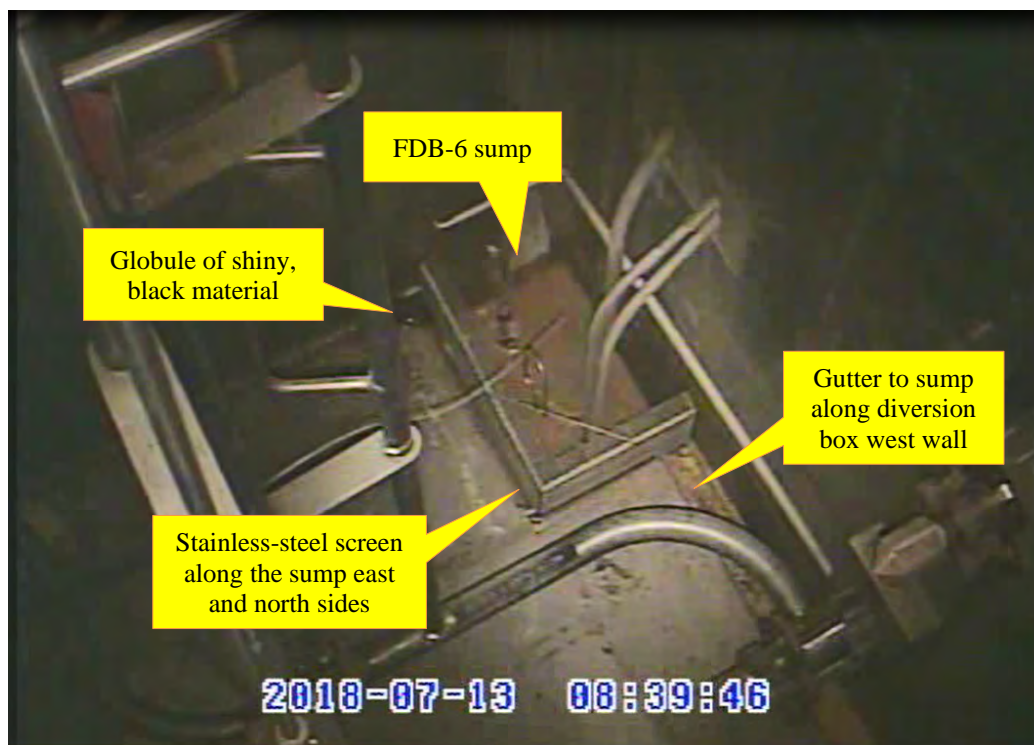 FDB-6 sump
Globule of shiny,
black material
Gutter to sump
along diversion
box west wall
Stainless-steel screen
along the sump east
and north sides
2018-07-13 08:39:46